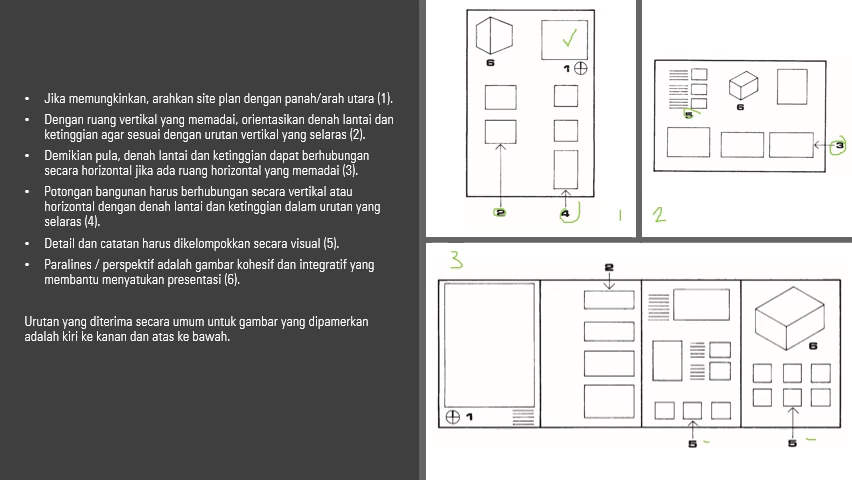 • Jika memungkinkan, arahkan site plan dengan panah/arah utara (1).
• Dengan ruang vertikal yang memadai, orientasikan denah lantai dan
ketinggian agar sesuai dengan urutan vertikal yang selaras (2).
• Demikian pula, denah lantai dan ketinggian dapat berhubungan
secara horizontal jika ada ruang horizontal yang memadai (3).
• Potongan bangunan harus berhubungan secara vertikal atau
horizontal dengan denah lantai dan ketinggian dalam urutan yang
selaras (4).
• Detail dan catatan harus dikelompokkan secara visual (5).
• Paralines / perspektif adalah gambar kohesif dan integratif yang
membantu menyatukan presentasi (6).
Urutan yang diterima secara umum untuk gambar yang dipamerkan
adalah kiri ke kanan dan atas ke bawah.
6
1
2
4
1
5
6
3
2
3
2
1
5
6
5